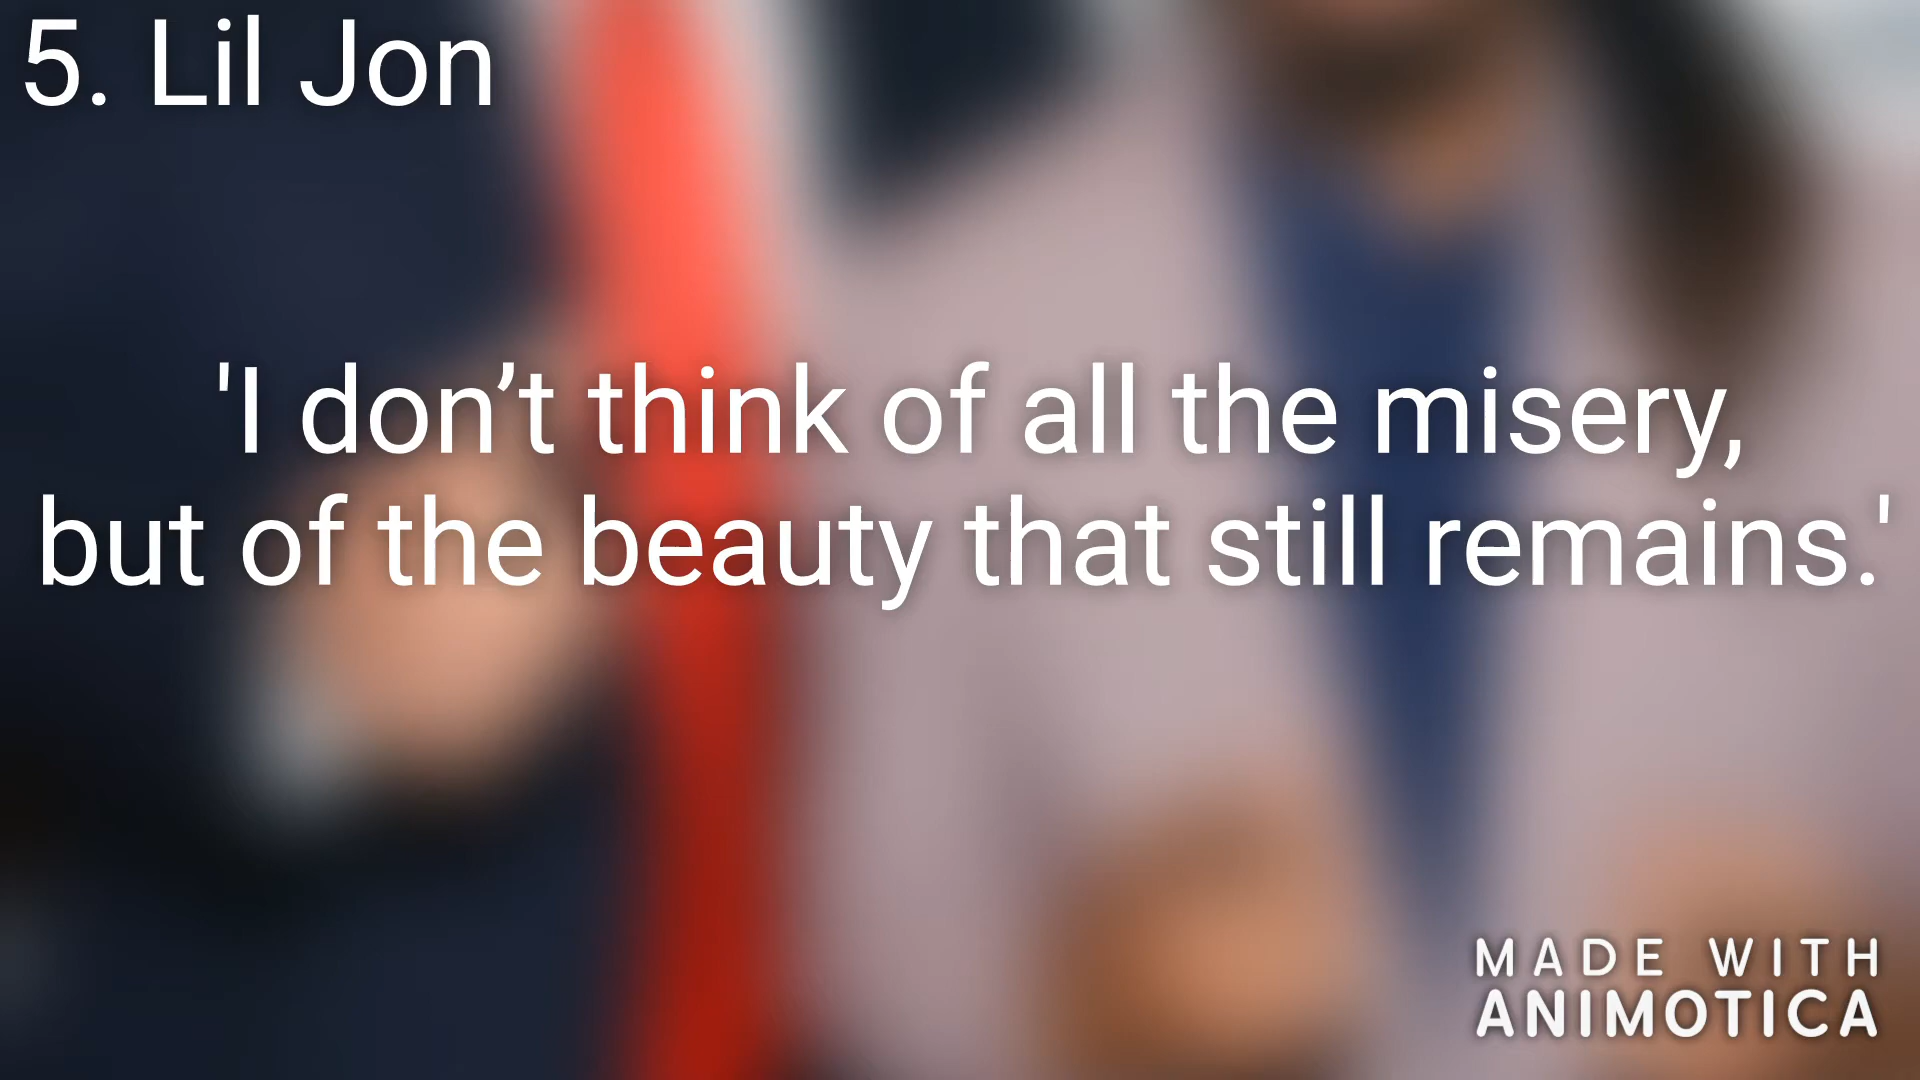 5. Lil Jon
'I don’t think of all the misery,
but of the beauty that still remains.'
MADE WITH
ANIMOTICA